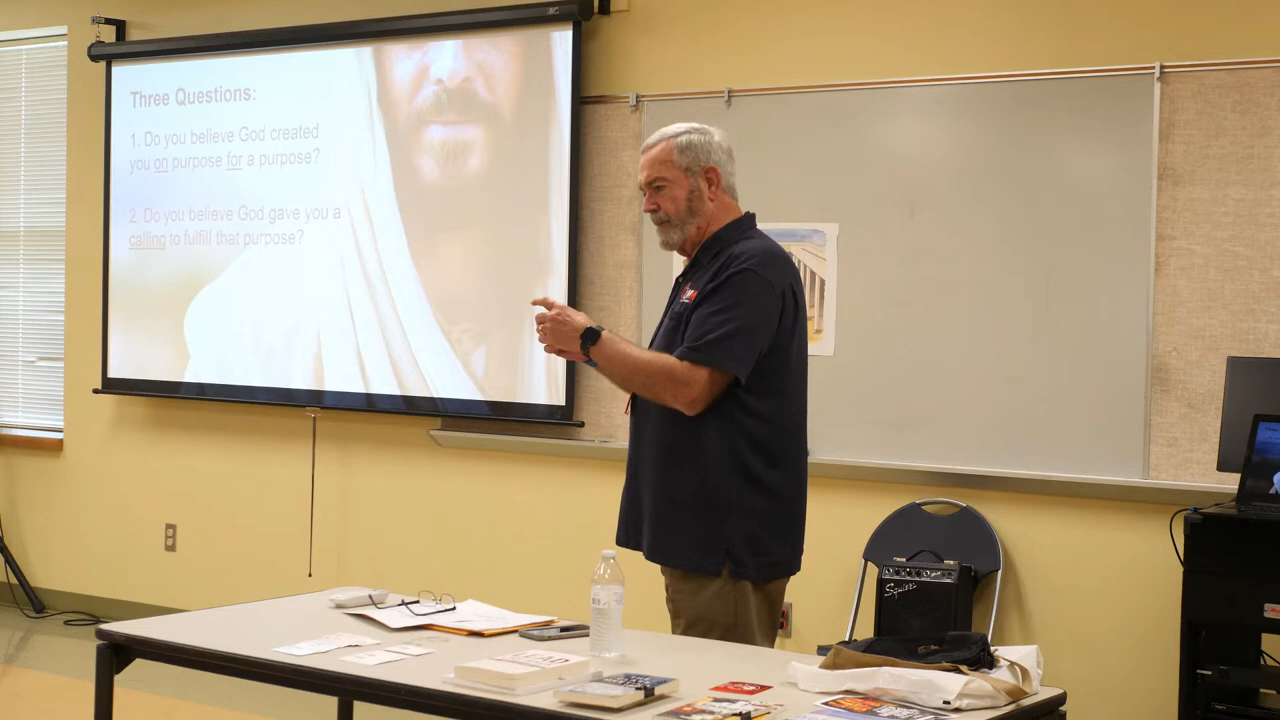 Three Questions:
1. Do you believe God created
you on purpose for a purpose?
2. Do you believe God gave you a
calling to fulfill that purpose?
Squier